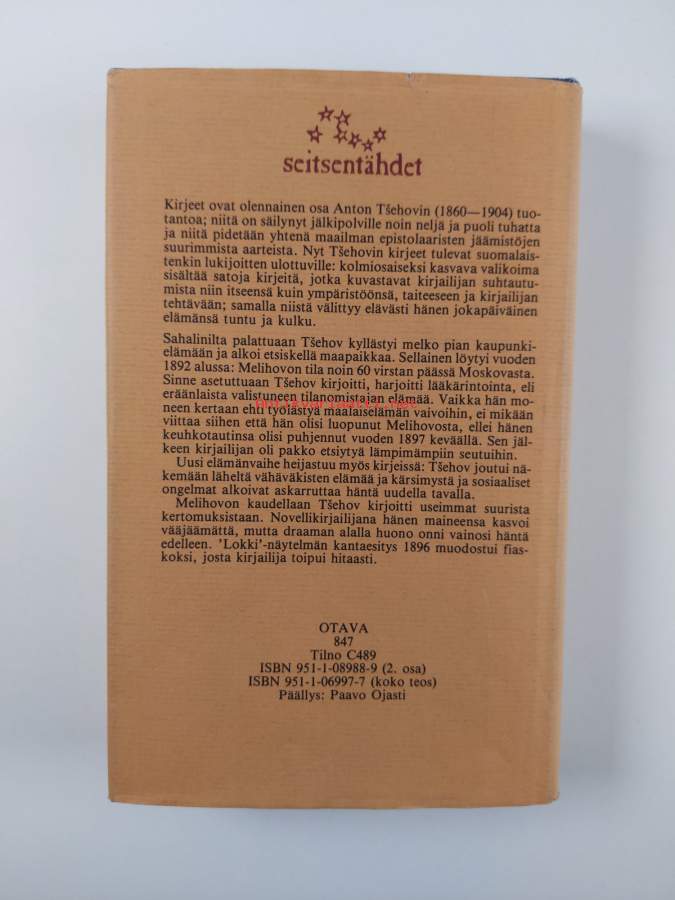 seitsentähdet
Kirjeet ovat olennainen osa Anton Tšehovin (1860—1904) tuo-
tantoa; niitä on säilynyt jälkipolville noin neljä ja puoli tuhatta
ja niitä pidetään yhtenä maailman epistolaaristen jäämistöjen
suurimmista aarteista. Nyt Tšehovin kirjeet tulevat suomalais-
tenkin lukijoitten ulottuville: kolmiosaiseksi kasvava valikoima
sisältää satoja kirjeitä, jotka kuvastavat kirjailijan suhtautu-
mista niin itseensä kuin ympäristöönsä, taiteeseen ja kirjailijan
tehtävään; samalla niistä välittyy elävästi hänen jokapäiväinen
elämänsä tuntu ja kulku.
Sahalinilta palattuaan Tšehov kyllästyi melko pian kaupunki-
elämään ja alkoi etsiskellä maapaikkaa. Sellainen löytyi vuoden
1892 alussa: Melihovon tila noin 60 virstan päässä Moskovasta.
Sinne asetuttuaan Tšehov kirjoitti, harjoitti lääkärintointa, eli
eräänlaista valistuneen tilanomistajan elämää. Vaikka hän mo-
neen kertaan ehti työlästyä maalaiselämän vaivoihin, ei mikään
viittaa siihen että hän olisi luopunut Melihovosta, ellei hänen
keuhkotautinsa olisi puhjennut vuoden 1897 keväällä. Sen jäl-
keen kirjailijan oli pakko etsiytyä lämpimämpiin seutuihin.
Uusi elämänvaihe heijastuu myös kirjeissä: Tšehov joutui nä-
kemään läheltä vähäväkisten elämää ja kärsimystä ja sosiaaliset
ongelmat alkoivat askarruttaa häntä uudella tavalla.
Melihovon kaudellaan Tšehov kirjoitti useimmat suurista
kertomuksistaan. Novellikirjailijana hänen maineensa kasvoi
vääjäämättä, mutta draaman alalla huono onni vainosi häntä
edelleen. 'Lokki'-näytelmän kantaesitys 1896 muodostui fias-
koksi, josta kirjailija toipui hitaasti.
OTAVA
847
Tilno C489
ISBN 951-1-08988-9 (2. osa)
ISBN 951-1-06997-7 (koko teos)
Päällys: Paavo Ojasti